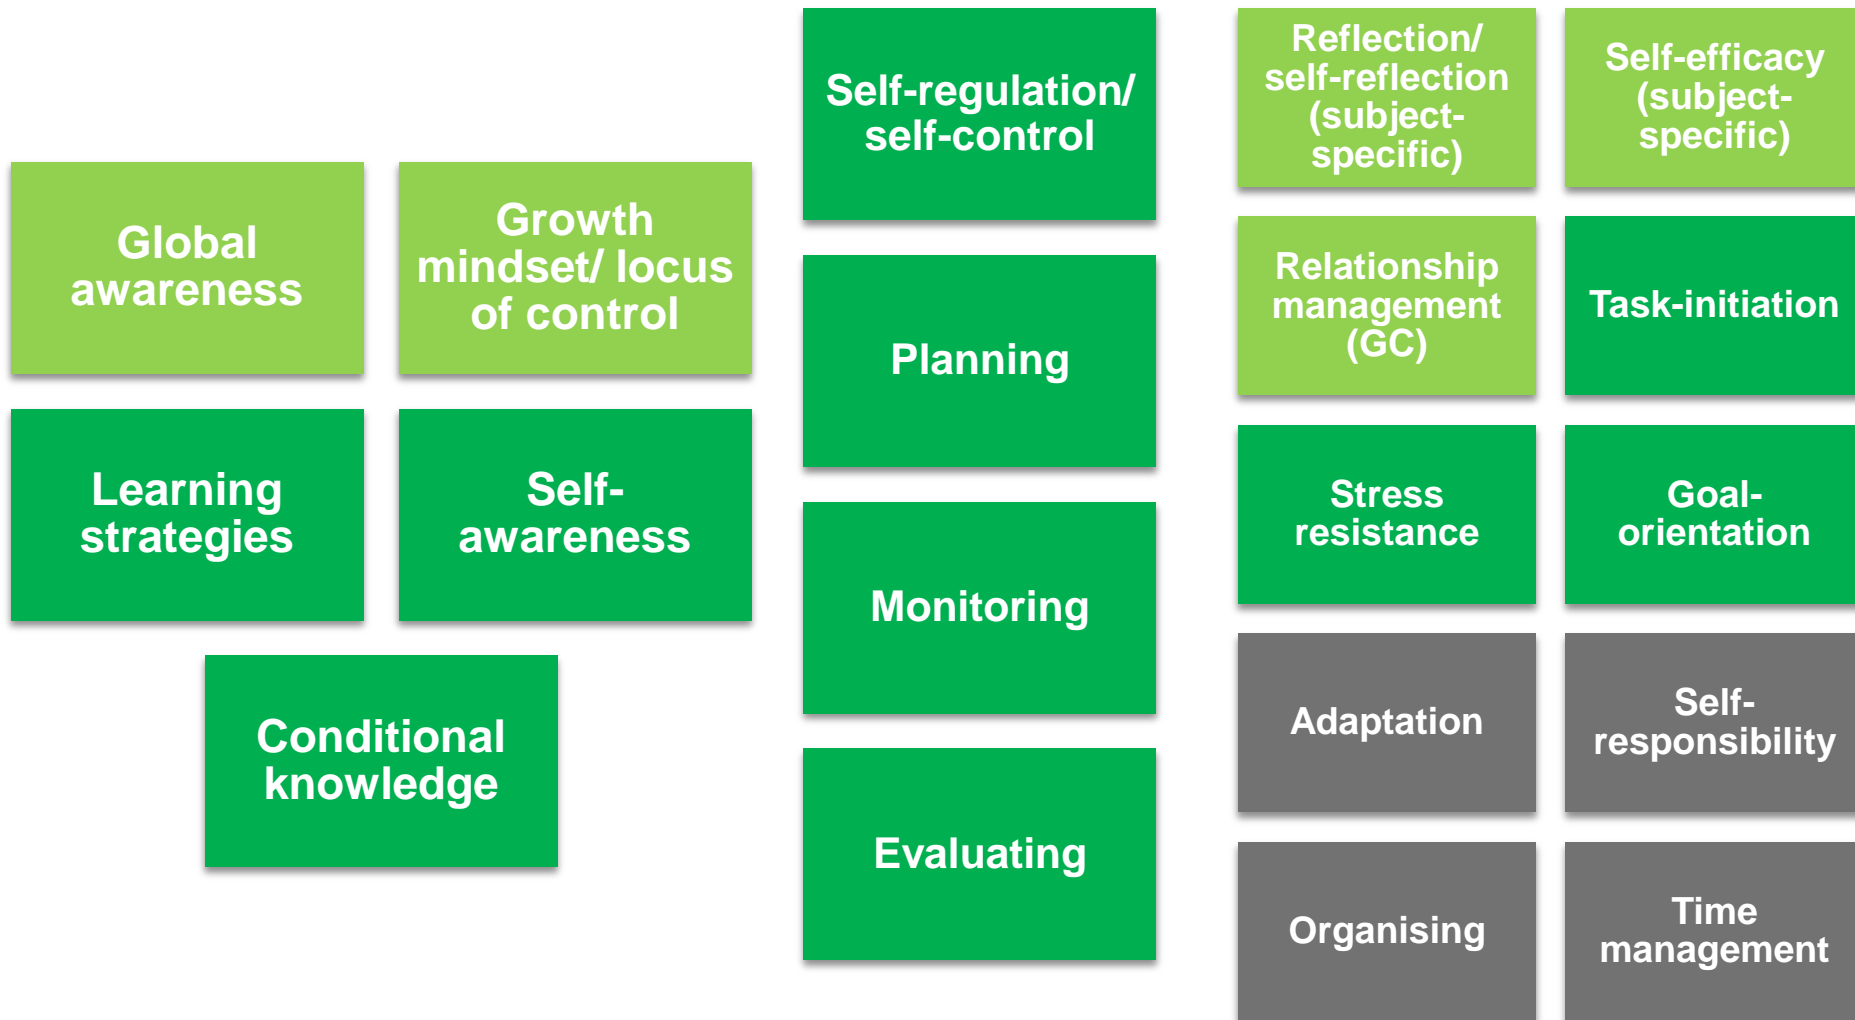 Global
awareness
Growth
mindset/ locus
of control
Learning
strategies
Self-
awareness
Conditional
knowledge
Self-regulation/
self-control
Planning
Monitoring
Evaluating
Reflection/
self-reflection
(subject-
specific)
Self-efficacy
(subject-
specific)
Relationship
management
(GC)
Task-initiation
Stress
resistance
Goal-
orientation
Adaptation
Self-
responsibility
Organising
Time
management